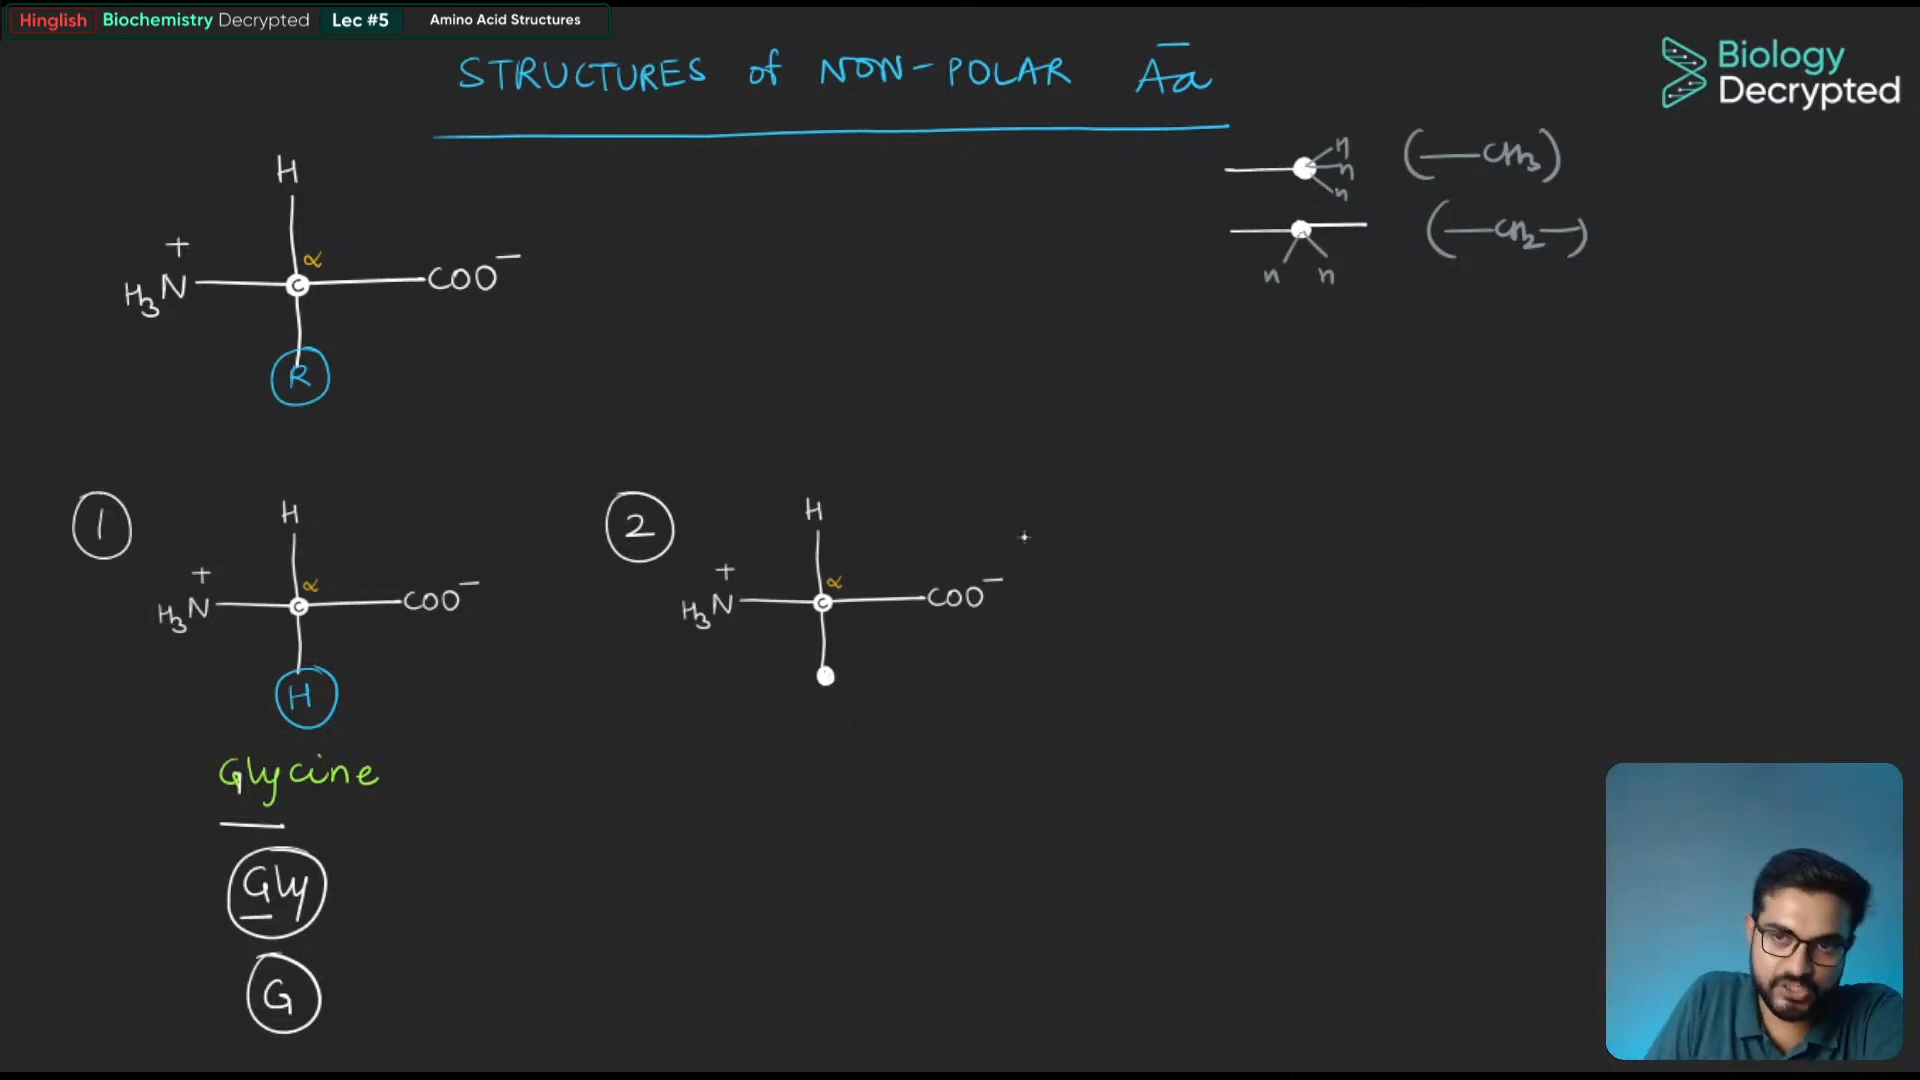 Hinglish Biochemistry Decrypted Lec #5 Amino Acid Structures
Biology
Decrypted
STRUCTURES of NON-POLAR Aa
H
+
H3N C α COO–
R
H
H
H
(—CH3)
(—CH2—)
H H
1
H
+
H3N C α COO–
H
Glycine
Gly
G
2
H
+
H3N C α COO–